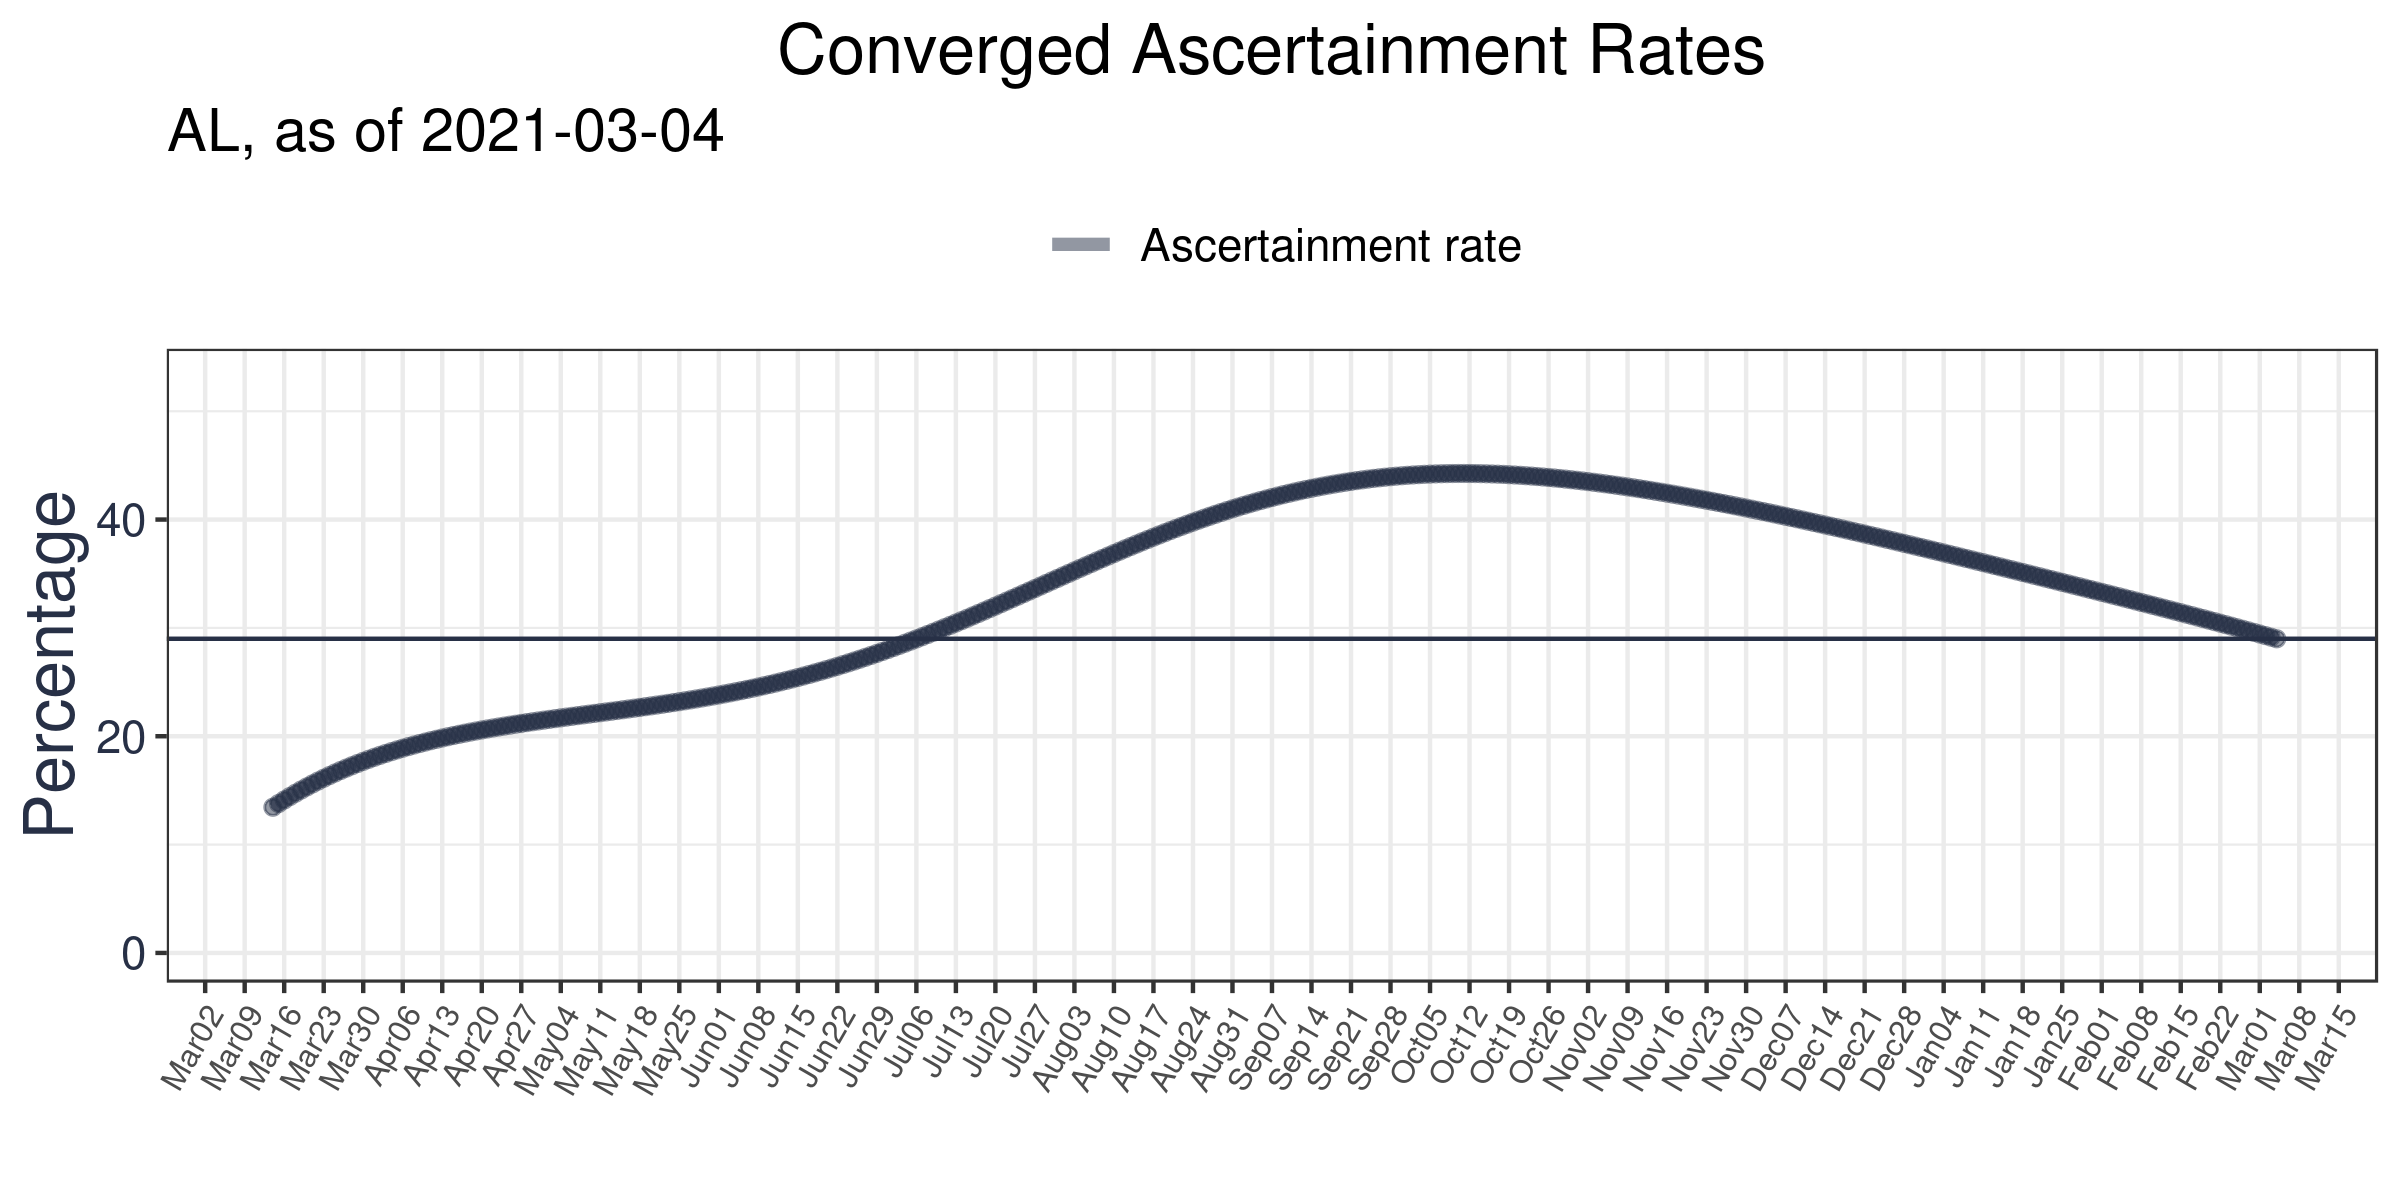 Converged Ascertainment Rates
AL, as of 2021-03-04
Ascertainment rate
Percentage
40
20
0
Mar02 Mar09 Mar16 Mar23 Mar30 Apr06 Apr13 Apr20 Apr27 May04 May11 May18 May25 Jun01 Jun08 Jun15 Jun22 Jun29 Jul06 Jul13 Jul20 Jul27 Aug03 Aug10 Aug17 Aug24 Aug31 Sep07 Sep14 Sep21 Sep28 Oct05 Oct12 Oct19 Oct26 Nov02 Nov09 Nov16 Nov23 Nov30 Dec07 Dec14 Dec21 Dec28 Jan04 Jan11 Jan18 Jan25 Feb01 Feb08 Feb15 Feb22 Mar01 Mar08 Mar15